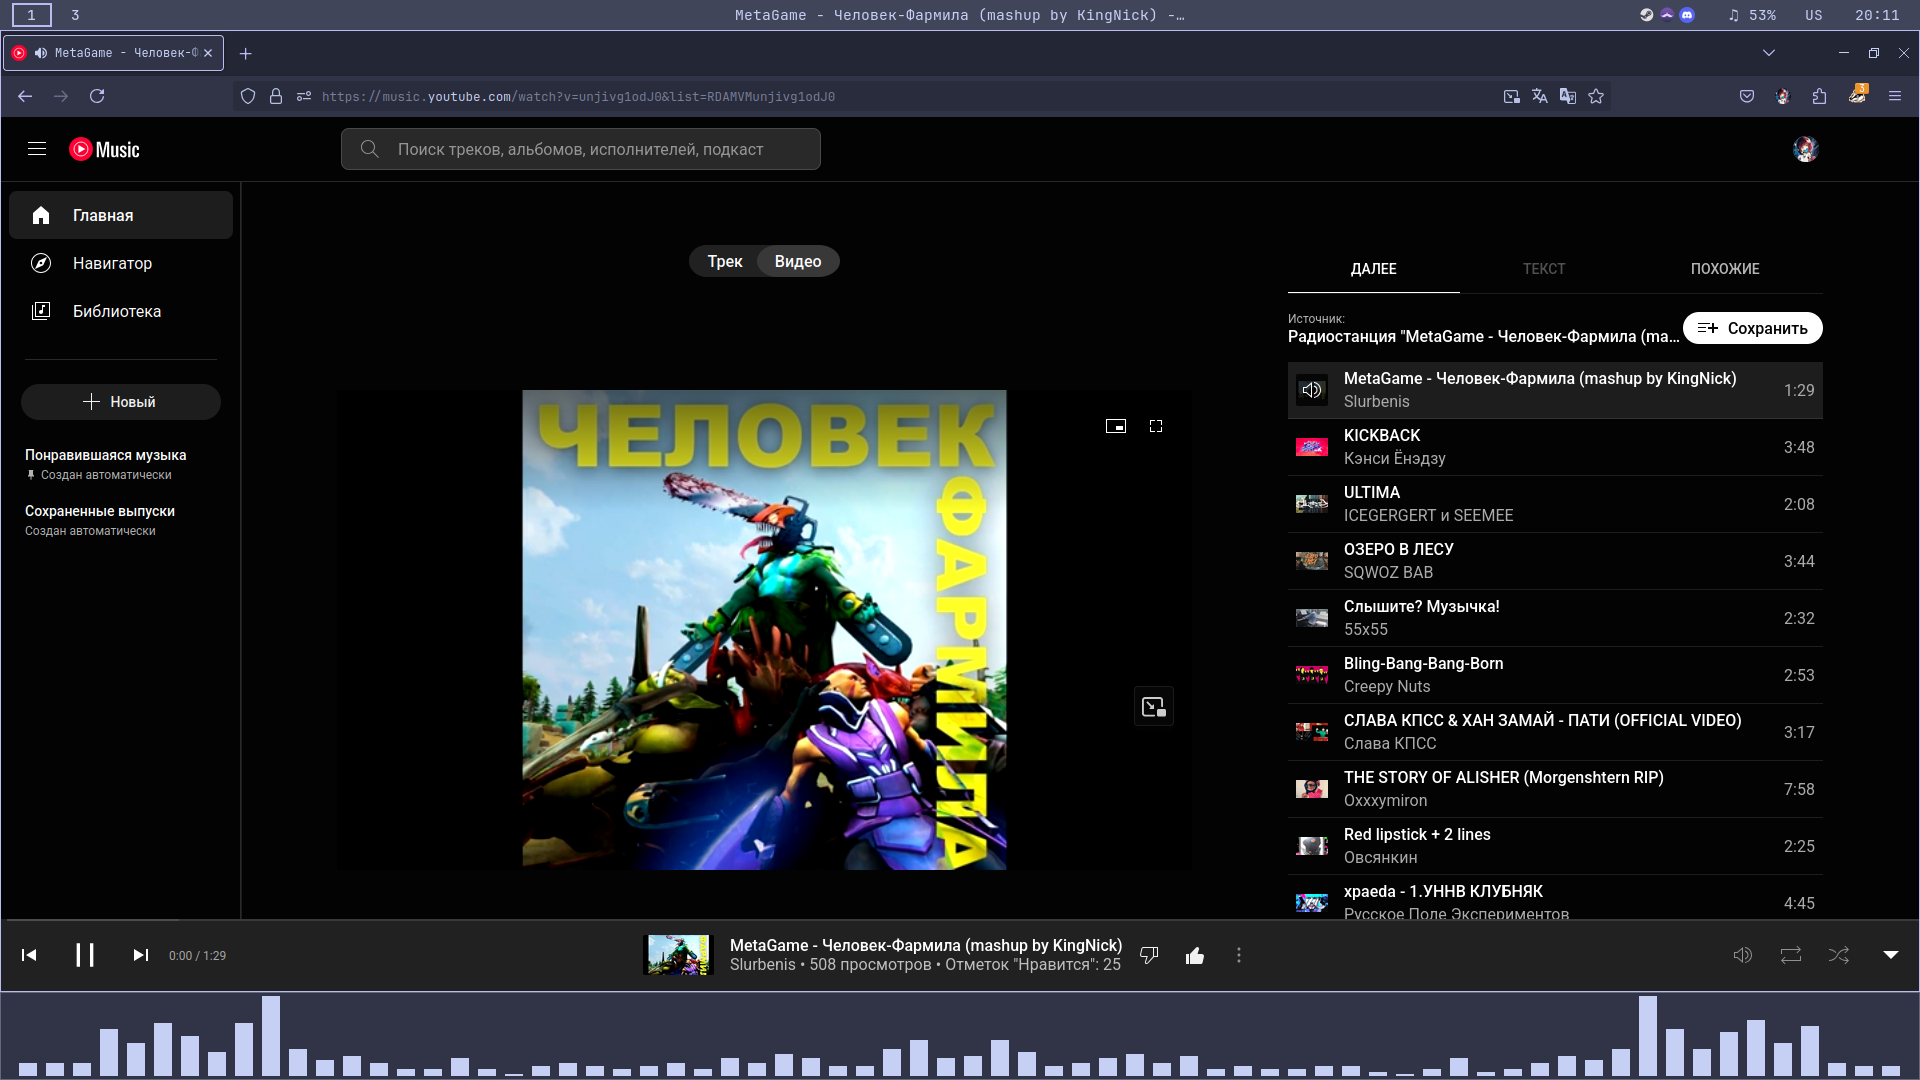 1
3
MetaGame - Человек-Фармила (mashup by KingNick) -…
53%
US
20:11
MetaGame - Человек-Ф
https://music.youtube.com/watch?v=unjivg1odJ0&list=RDAMVMunjivg1odJ0
3
Music
Поиск треков, альбомов, исполнителей, подкаст
Главная
Навигатор
Библиотека
Новый
Понравившаяся музыка
Создан автоматически
Сохраненные выпуски
Создан автоматически
Трек
Видео
ЧЕЛОВЕК
ФАРМИЛА
ДАЛЕЕ
ТЕКСТ
ПОХОЖИЕ
Источник:
Радиостанция "MetaGame - Человек-Фармила (ma…
Сохранить
MetaGame - Человек-Фармила (mashup by KingNick)
Slurbenis
1:29
KICKBACK
Кэнси Ёнэдзу
3:48
ULTIMA
ICEGERGERT и SEEMEE
2:08
ОЗЕРО В ЛЕСУ
SQWOZ BAB
3:44
Слышите? Музычка!
55x55
2:32
Bling-Bang-Bang-Born
Creepy Nuts
2:53
СЛАВА КПСС & ХАН ЗАМАЙ - ПАТИ (OFFICIAL VIDEO)
Слава КПСС
3:17
THE STORY OF ALISHER (Morgenshtern RIP)
Oxxxymiron
7:58
Red lipstick + 2 lines
Овсянкин
2:25
xpaeda - 1.УННВ КЛУБНЯК
Русское Поле Экспериментов
4:45
0:00 / 1:29
MetaGame - Человек-Фармила (mashup by KingNick)
Slurbenis • 508 просмотров • Отметок "Нравится": 25